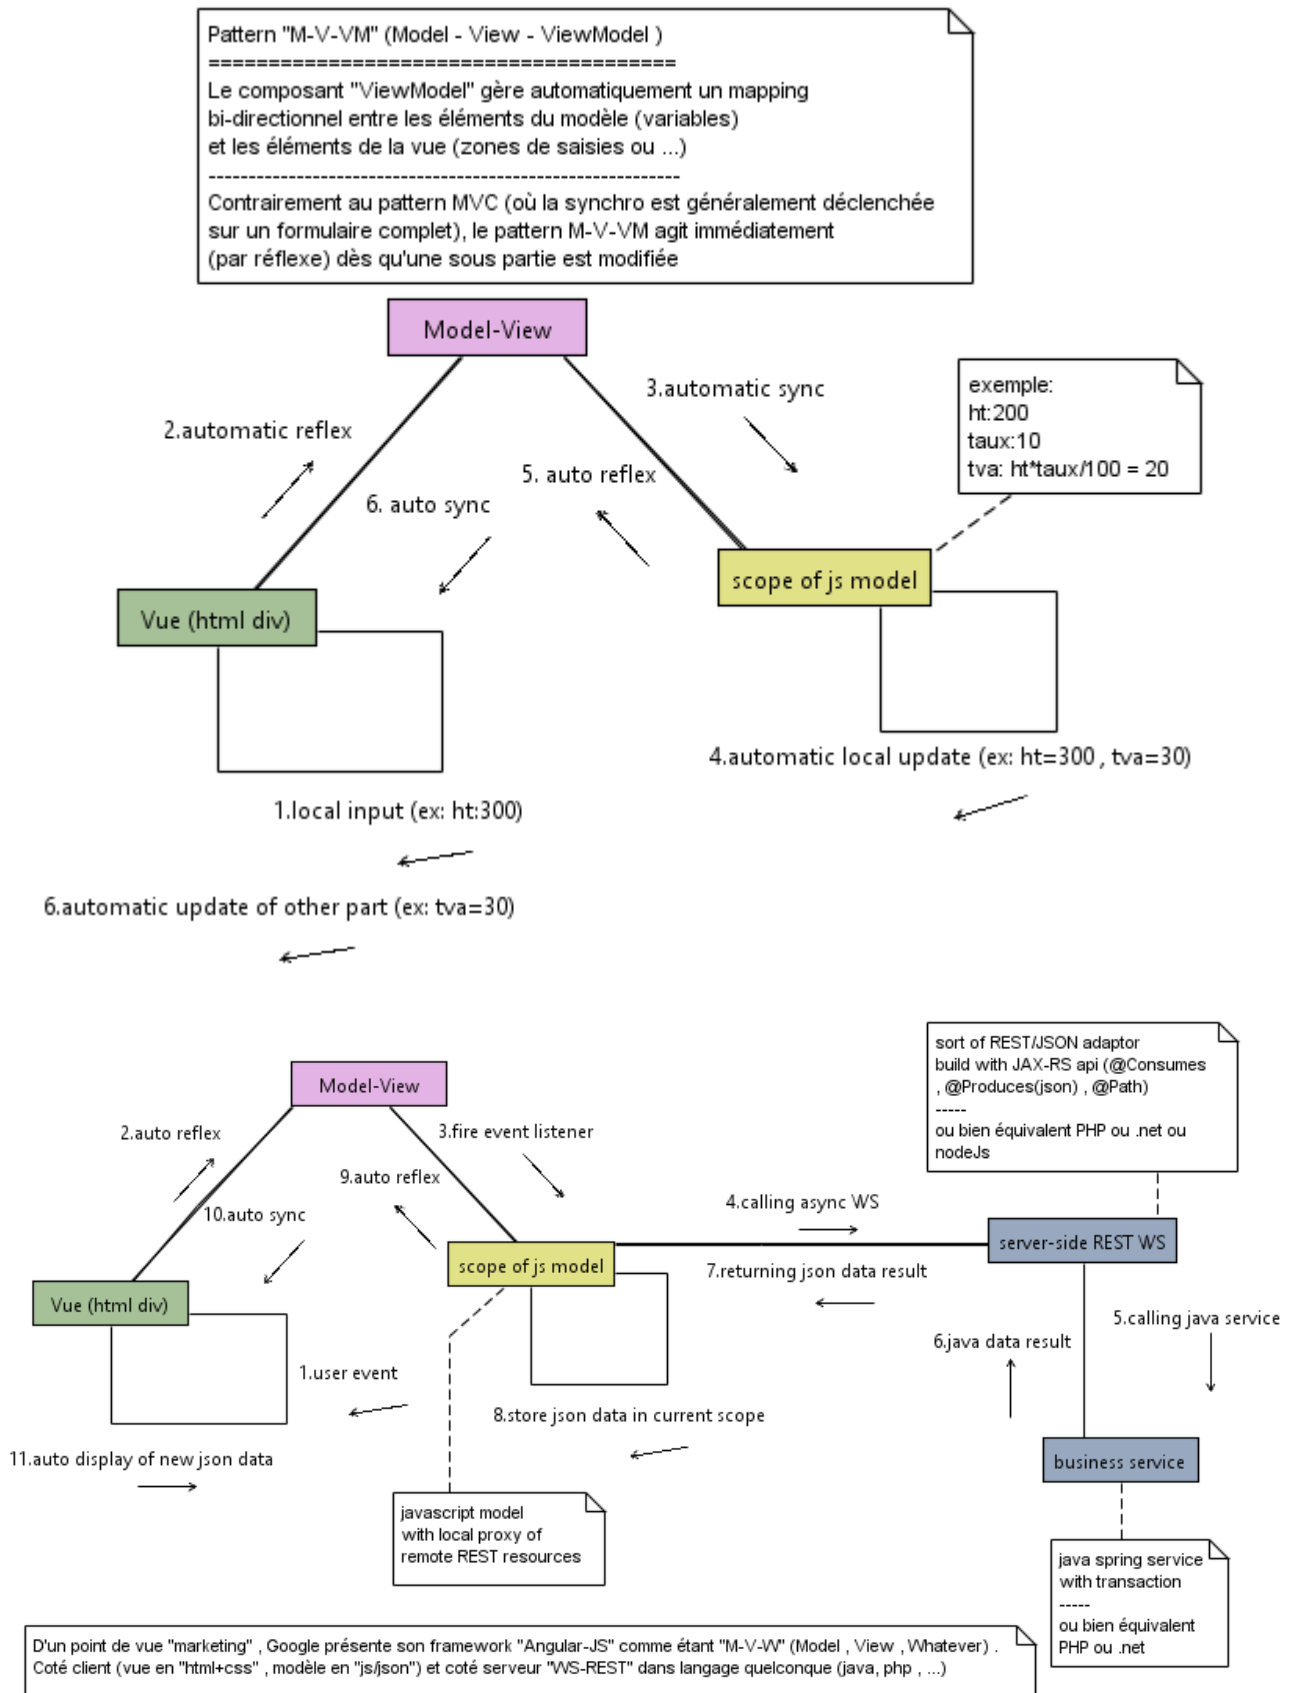 Pattern "M-V-VM" (Model - View - ViewModel )
=======================================
Le composant "ViewModel" gère automatiquement un mapping
bi-directionnel entre les éléments du modèle (variables)
et les éléments de la vue (zones de saisies ou ...)
-----------------------------------------------------------
Contrairement au pattern MVC (où la synchro est généralement déclenchée
sur un formulaire complet), le pattern M-V-VM agit immédiatement
(par réflexe) dès qu'une sous partie est modifiée
Model-View
3.automatic sync
exemple:
ht:200
taux:10
tva: ht*taux/100 = 20
2.automatic reflex
5. auto reflex
6. auto sync
scope of js model
Vue (html div)
4.automatic local update (ex: ht=300 , tva=30)
1.local input (ex: ht:300)
6.automatic update of other part (ex: tva=30)
sort of REST/JSON adaptor
build with JAX-RS api (@Consumes
, @Produces(json) , @Path)
-----
ou bien équivalent PHP ou .net ou
nodeJs
Model-View
2.auto reflex
3.fire event listener
9.auto reflex
10.auto sync
4.calling async WS
server-side REST WS
scope of js model
7.returning json data result
Vue (html div)
5.calling java service
6.java data result
1.user event
8.store json data in current scope
11.auto display of new json data
business service
javascript model
with local proxy of
remote REST resources
java spring service
with transaction
-----
ou bien équivalent
PHP ou .net
D'un point de vue "marketing" , Google présente son framework "Angular-JS" comme étant "M-V-W" (Model , View , Whatever) .
Coté client (vue en "html+css" , modèle en "js/json") et coté serveur "WS-REST" dans langage quelconque (java, php , ...)